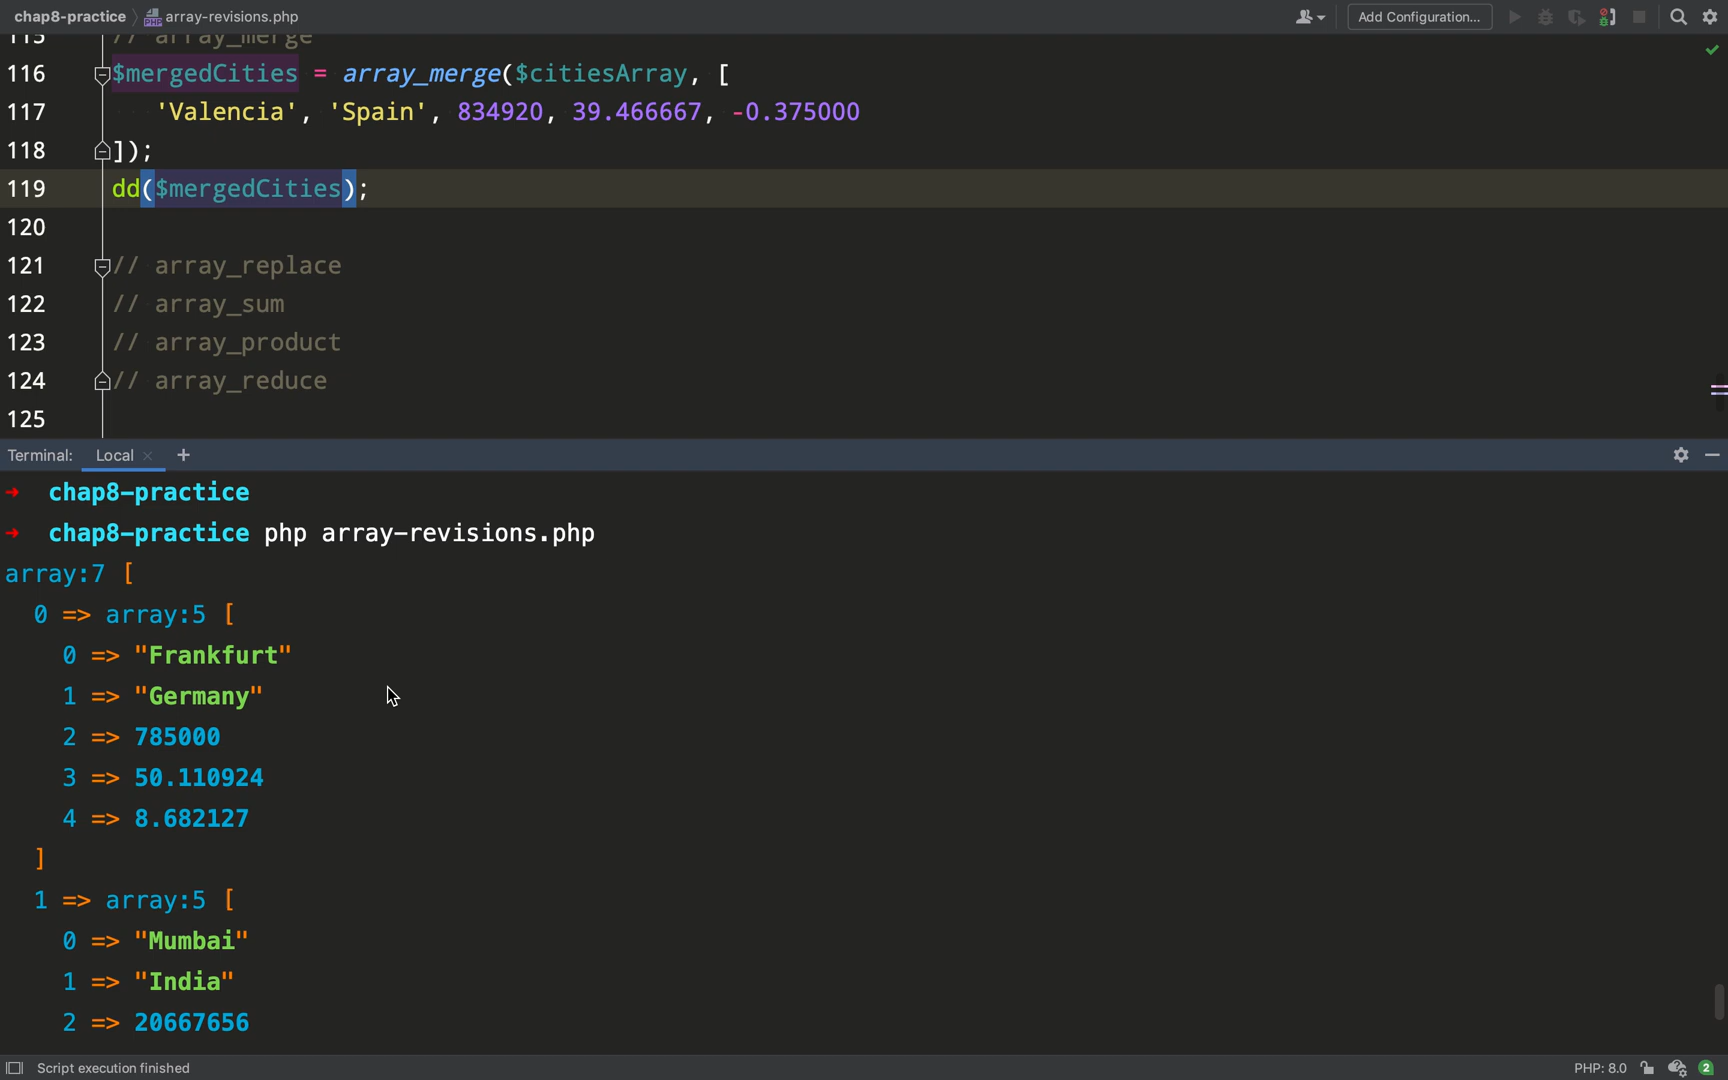 chap8-practice array-revisions.php Add Configuration...
115 // array_merge
116 $mergedCities = array_merge($citiesArray, [
117 'Valencia', 'Spain', 834920, 39.466667, -0.375000
118 ]);
119 dd($mergedCities);
120
121 // array_replace
122 // array_sum
123 // array_product
124 // array_reduce
125
Terminal: Local × +
→ chap8-practice
→ chap8-practice php array-revisions.php
array:7 [
0 => array:5 [
0 => "Frankfurt"
1 => "Germany"
2 => 785000
3 => 50.110924
4 => 8.682127
]
1 => array:5 [
0 => "Mumbai"
1 => "India"
2 => 20667656
Script execution finished PHP: 8.0 2